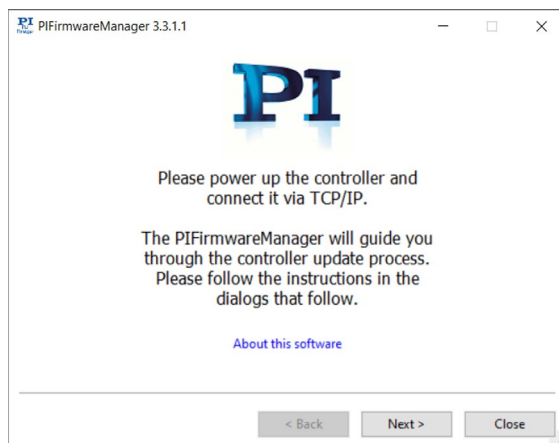 PIFirmwareManager 3.3.1.1
PI
Please power up the controller and
connect it via TCP/IP.
The PIFirmwareManager will guide you
through the controller update process.
Please follow the instructions in the
dialogs that follow.
About this software
< Back
Next >
Close